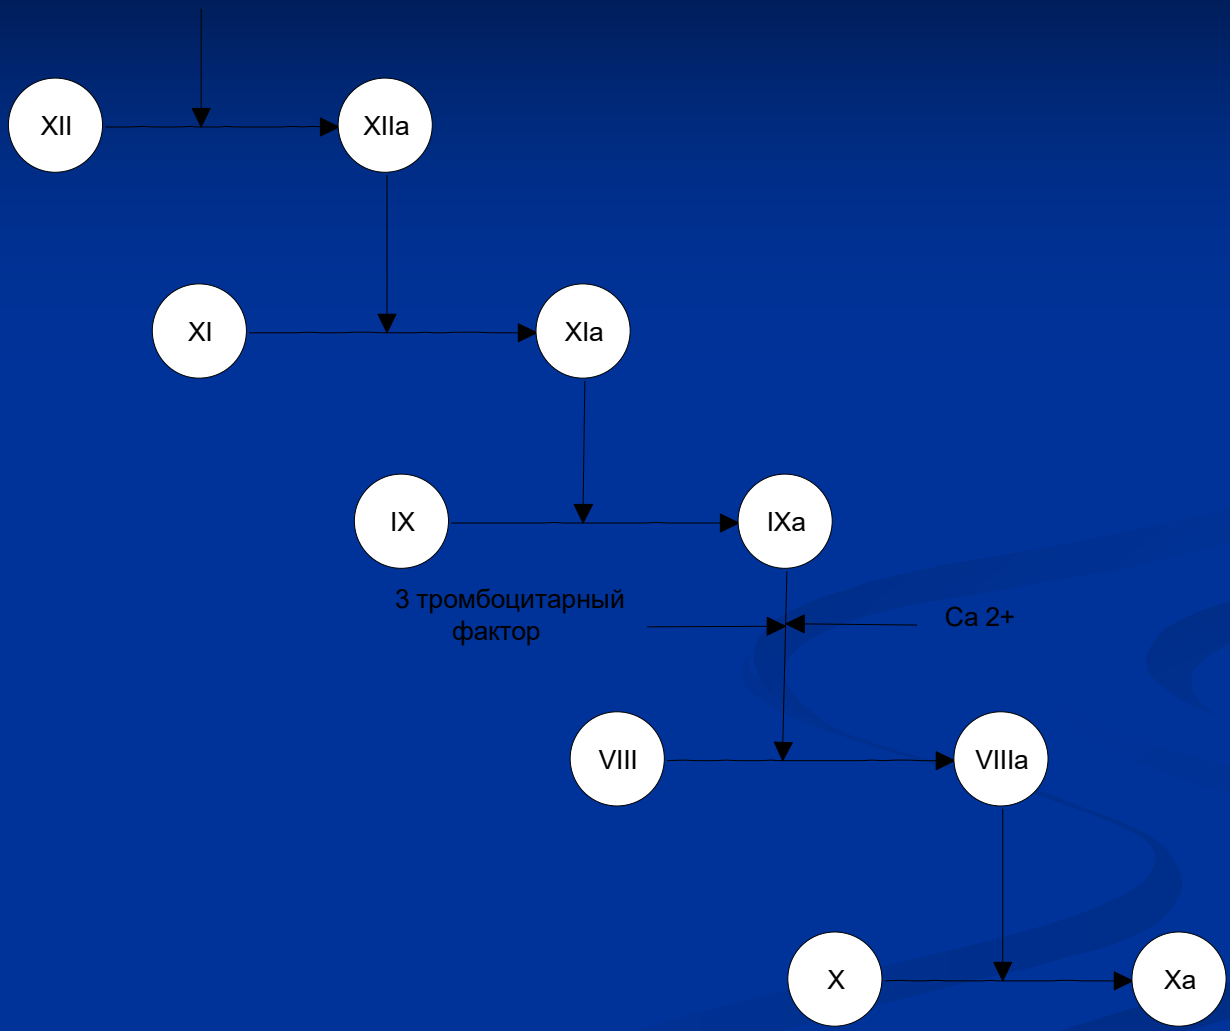 XII
XIIa
XI
XIa
IX
IXa
3 тромбоцитарный
фактор
Ca 2+
VIII
VIIIa
X
Xa